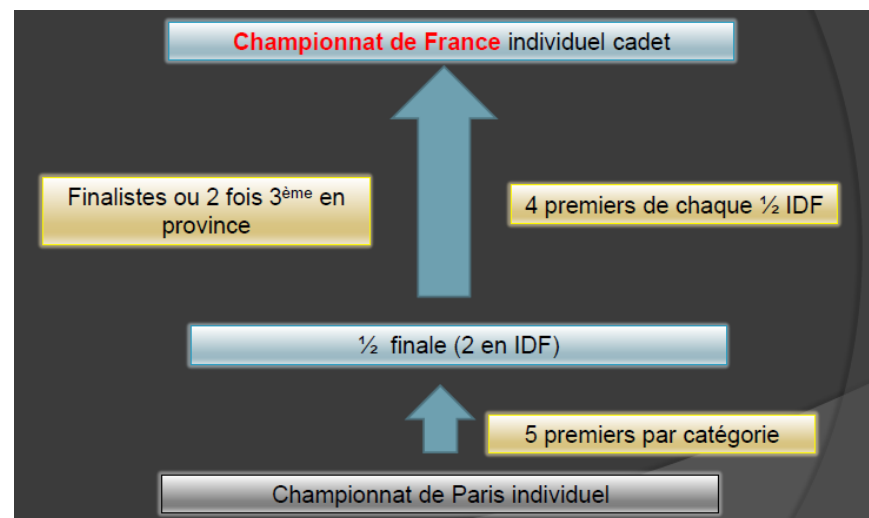 Championnat de France individuel cadet
Finalistes ou 2 fois 3ème en
province
4 premiers de chaque ½ IDF
½ finale (2 en IDF)
5 premiers par catégorie
Championnat de Paris individuel